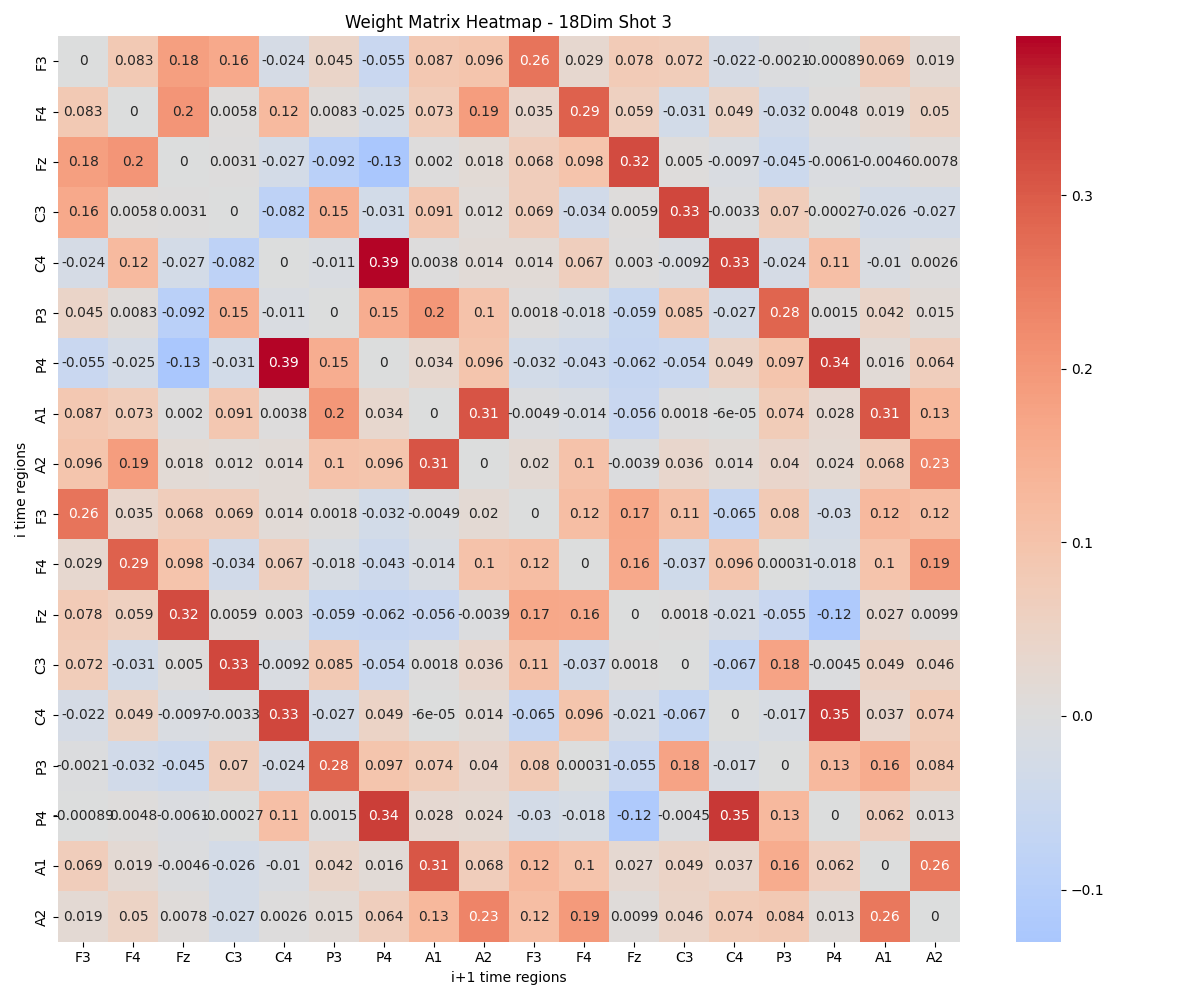 Weight Matrix Heatmap - 18Dim Shot 3
F3 0 0.083 0.18 0.16 -0.024 0.045 -0.055 0.087 0.096 0.26 0.029 0.078 0.072 -0.022 -0.0021 -0.00089 0.069 0.019
F4 0.083 0 0.2 0.0058 0.12 0.0083 -0.025 0.073 0.19 0.035 0.29 0.059 -0.031 0.049 -0.032 0.0048 0.019 0.05
Fz 0.18 0.2 0 0.0031 -0.027 -0.092 -0.13 0.002 0.018 0.068 0.098 0.32 0.005 -0.0097 -0.045 -0.0061 -0.0046 0.0078
C3 0.16 0.0058 0.0031 0 -0.082 0.15 -0.031 0.091 0.012 0.069 -0.034 0.0059 0.33 -0.0033 0.07 -0.00027 -0.026 -0.027
C4 -0.024 0.12 -0.027 -0.082 0 -0.011 0.39 0.0038 0.014 0.014 0.067 0.003 -0.0092 0.33 -0.024 0.11 -0.01 0.0026
P3 0.045 0.0083 -0.092 0.15 -0.011 0 0.15 0.2 0.1 0.0018 -0.018 -0.059 0.085 -0.027 0.28 0.0015 0.042 0.015
P4 -0.055 -0.025 -0.13 -0.031 0.39 0.15 0 0.034 0.096 -0.032 -0.043 -0.062 -0.054 0.049 0.097 0.34 0.016 0.064
A1 0.087 0.073 0.002 0.091 0.0038 0.2 0.034 0 0.31 -0.0049 -0.014 -0.056 0.0018 -6e-05 0.074 0.028 0.31 0.13
A2 0.096 0.19 0.018 0.012 0.014 0.1 0.096 0.31 0 0.02 0.1 -0.0039 0.036 0.014 0.04 0.024 0.068 0.23
F3 0.26 0.035 0.068 0.069 0.014 0.0018 -0.032 -0.0049 0.02 0 0.12 0.17 0.11 -0.065 0.08 -0.03 0.12 0.12
F4 0.029 0.29 0.098 -0.034 0.067 -0.018 -0.043 -0.014 0.1 0.12 0 0.16 -0.037 0.096 0.00031 -0.018 0.1 0.19
Fz 0.078 0.059 0.32 0.0059 0.003 -0.059 -0.062 -0.056 -0.0039 0.17 0.16 0 0.0018 -0.021 -0.055 -0.12 0.027 0.0099
C3 0.072 -0.031 0.005 0.33 -0.0092 0.085 -0.054 0.0018 0.036 0.11 -0.037 0.0018 0 -0.067 0.18 -0.0045 0.049 0.046
C4 -0.022 0.049 -0.0097 -0.0033 0.33 -0.027 0.049 -6e-05 0.014 -0.065 0.096 -0.021 -0.067 0 -0.017 0.35 0.037 0.074
P3 -0.0021 -0.032 -0.045 0.07 -0.024 0.28 0.097 0.074 0.04 0.08 0.00031 -0.055 0.18 -0.017 0 0.13 0.16 0.084
P4 -0.00089 0.0048 -0.0061 -0.00027 0.11 0.0015 0.34 0.028 0.024 -0.03 -0.018 -0.12 -0.0045 0.35 0.13 0 0.062 0.013
A1 0.069 0.019 -0.0046 -0.026 -0.01 0.042 0.016 0.31 0.068 0.12 0.1 0.027 0.049 0.037 0.16 0.062 0 0.26
A2 0.019 0.05 0.0078 -0.027 0.0026 0.015 0.064 0.13 0.23 0.12 0.19 0.0099 0.046 0.074 0.084 0.013 0.26 0
F3 F4 Fz C3 C4 P3 P4 A1 A2 F3 F4 Fz C3 C4 P3 P4 A1 A2
i+1 time regions
i time regions
0.3
0.2
0.1
0.0
−0.1